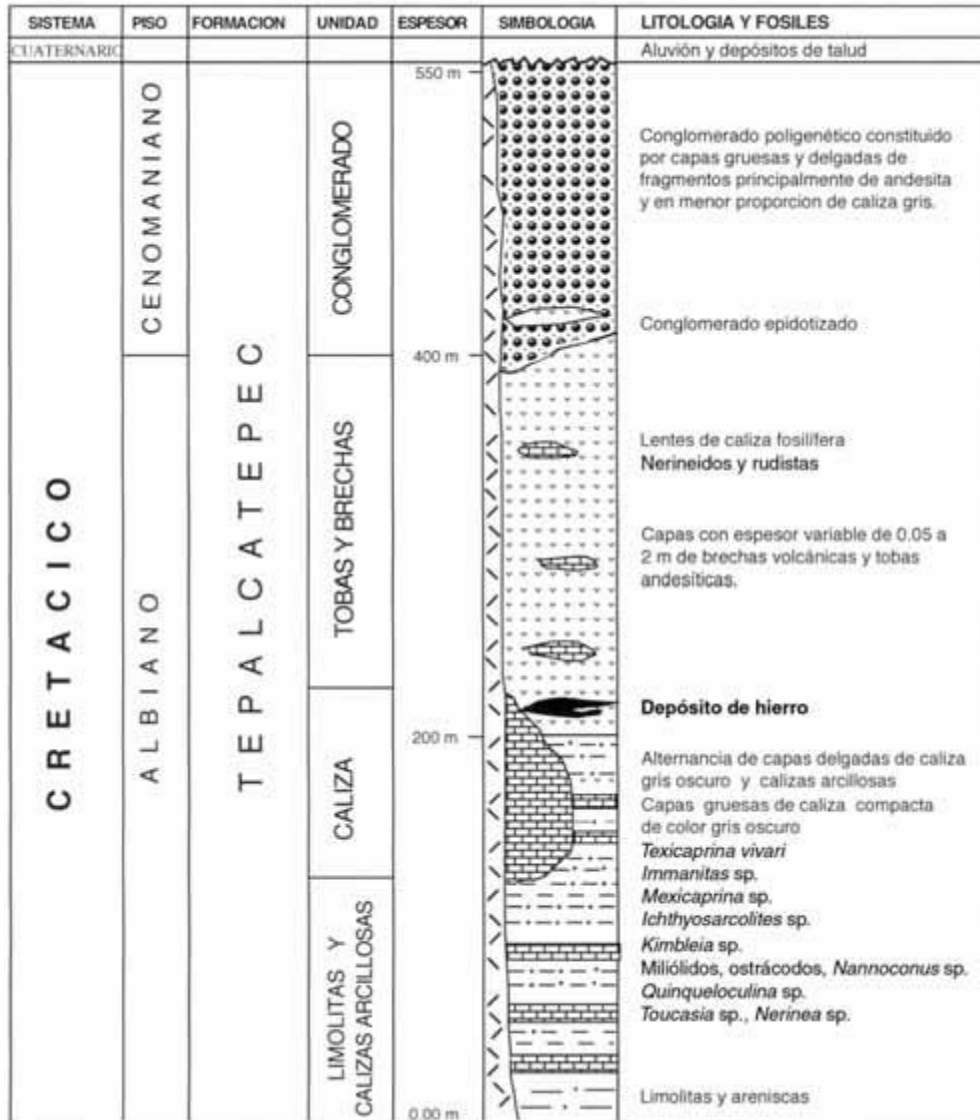 SISTEMA PISO FORMACION UNIDAD ESPESOR SIMBOLOGIA LITOLOGIA Y FOSILES
CUATERNARIO
Aluvión y depósitos de talud
CRETACICO
CENOMANIANO
ALBIANO
TEPALCATEPEC
CONGLOMERADO
TOBAS Y BRECHAS
CALIZA
LIMOLITAS Y
CALIZAS ARCILLOSAS
550 m
400 m
200 m
0.00 m
Conglomerado poligenético constituido
por capas gruesas y delgadas de
fragmentos principalmente de andesita
y en menor proporcion de caliza gris.
Conglomerado epidotizado
Lentes de caliza fosilífera
Nerineidos y rudistas
Capas con espesor variable de 0.05 a
2 m de brechas volcánicas y tobas
andesíticas.
Depósito de hierro
Alternancia de capas delgadas de caliza
gris oscuro y calizas arcillosas
Capas gruesas de caliza compacta
de color gris oscuro
Texicaprina vivari
Immanitas sp.
Mexicaprina sp.
Ichthyosarcolites sp.
Kimbleia sp.
Miliólidos, ostrácodos, Nannoconus sp.
Quinqueloculina sp.
Toucasia sp., Nerinea sp.
Limolitas y areniscas